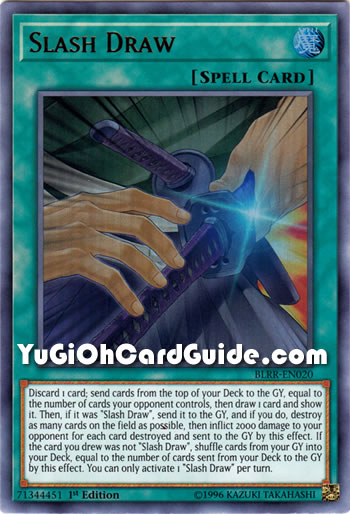 SLASH DRAW
魔
SPELL
[SPELL CARD]
YuGiOhCardGuide.com
BLRR-EN020
Discard 1 card; send cards from the top of your Deck to the GY, equal
to the number of cards your opponent controls, then draw 1 card and show
it. Then, if it was "Slash Draw", send it to the GY, and if you do, destroy
as many cards on the field as possible, then inflict 2000 damage to your
opponent for each card destroyed and sent to the GY by this effect. If
the card you drew was not "Slash Draw", shuffle cards from your GY into
your Deck, equal to the number of cards sent from your Deck to the GY
by this effect. You can only activate 1 "Slash Draw" per turn.
71344451 1st Edition ©1996 KAZUKI TAKAHASHI